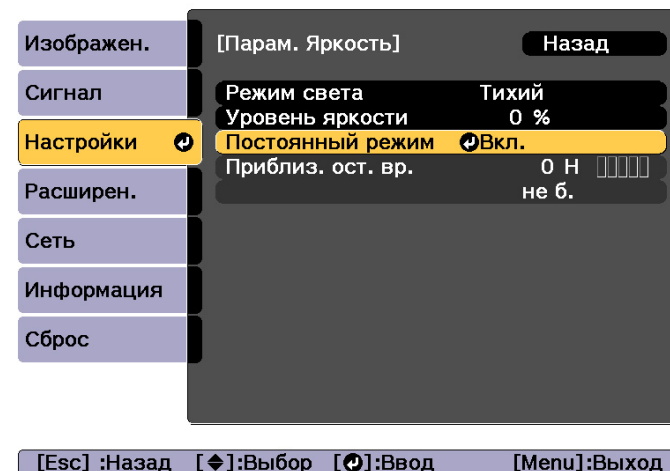 Изображен.
Сигнал
Настройки
Расширен.
Сеть
Информация
Сброс
[Парам. Яркость] Назад
Режим света Тихий
Уровень яркости 0 %
Постоянный режим Вкл.
Приблиз. ост. вр. 0 H
не б.
[Esc] :Назад [◆]:Выбор [↵]:Ввод [Menu]:Выход